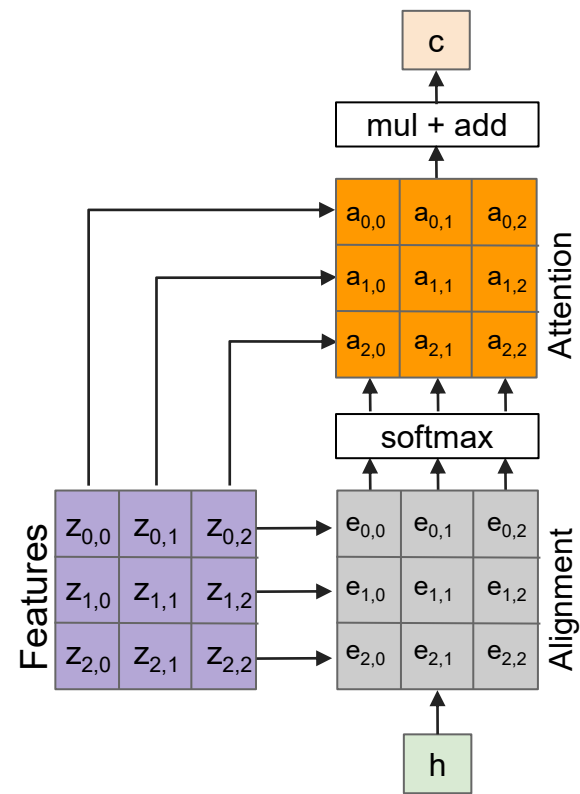 c
mul + add
a0,0 a0,1 a0,2
a1,0 a1,1 a1,2
a2,0 a2,1 a2,2
Attention
softmax
Features
z0,0 z0,1 z0,2
z1,0 z1,1 z1,2
z2,0 z2,1 z2,2
e0,0 e0,1 e0,2
e1,0 e1,1 e1,2
e2,0 e2,1 e2,2
Alignment
h